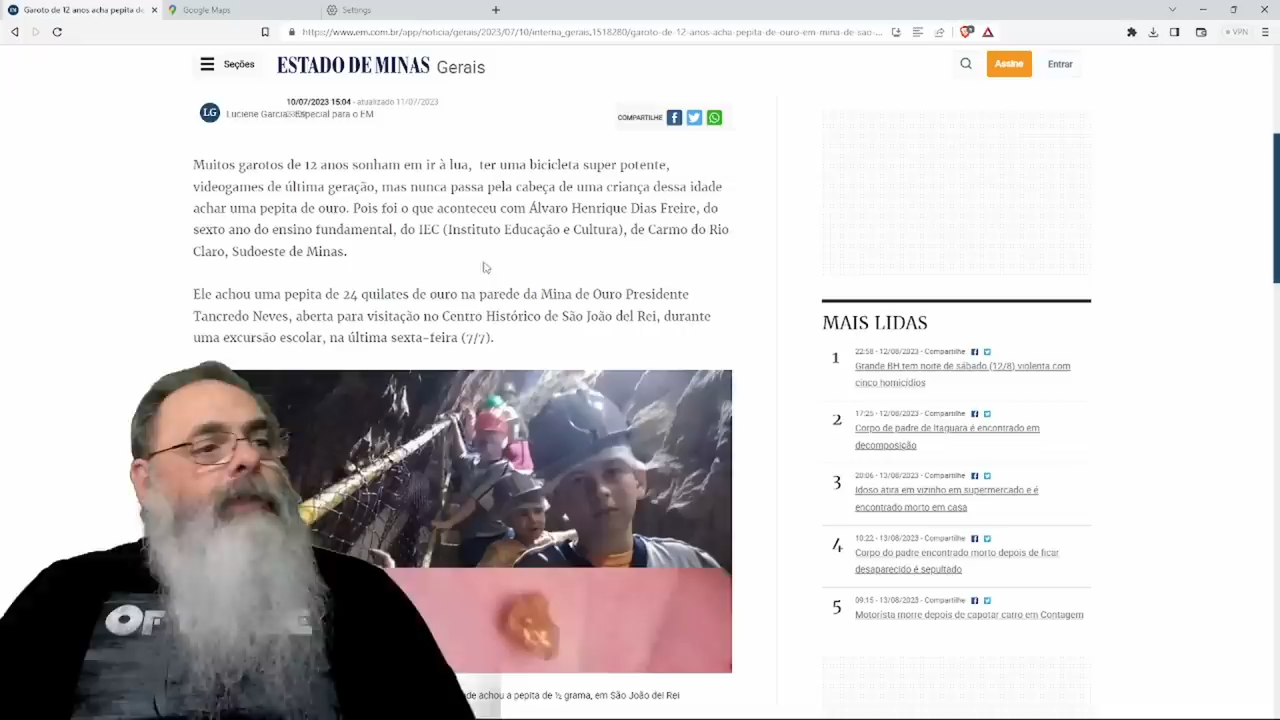 Garoto de 12 anos acha pepita de
Google Maps
Settings
https://www.em.com.br/app/noticia/gerais/2023/07/10/interna_gerais,1518280/garoto-de-12-anos-acha-pepita-de-ouro-em-mina-de-sao-...
VPN
Seções
ESTADO DE MINAS Gerais
Assine
Entrar
10/07/2023 15:04 - atualizado 11/07/2023
LG
Luciene Garcia
Especial para o EM
COMPARTILHE
Muitos garotos de 12 anos sonham em ir à lua, ter uma bicicleta super potente,
videogames de última geração, mas nunca passa pela cabeça de uma criança dessa idade
achar uma pepita de ouro. Pois foi o que aconteceu com Álvaro Henrique Dias Freire, do
sexto ano do ensino fundamental, do IEC (Instituto Educação e Cultura), de Carmo do Rio
Claro, Sudoeste de Minas.
Ele achou uma pepita de 24 quilates de ouro na parede da Mina de Ouro Presidente
Tancredo Neves, aberta para visitação no Centro Histórico de São João del Rei, durante
uma excursão escolar, na última sexta-feira (7/7).
de achou a pepita de ½ grama, em São João del Rei
MAIS LIDAS
1
22:58 - 12/08/2023 - Compartilhe
Grande BH tem noite de sábado (12/8) violenta com
cinco homicídios
2
17:25 - 12/08/2023 - Compartilhe
Corpo de padre de Itaguara é encontrado em
decomposição
3
20:06 - 13/08/2023 - Compartilhe
Idoso atira em vizinho em supermercado e é
encontrado morto em casa
4
10:22 - 13/08/2023 - Compartilhe
Corpo do padre encontrado morto depois de ficar
desaparecido é sepultado
5
09:15 - 13/08/2023 - Compartilhe
Motorista morre depois de capotar carro em Contagem